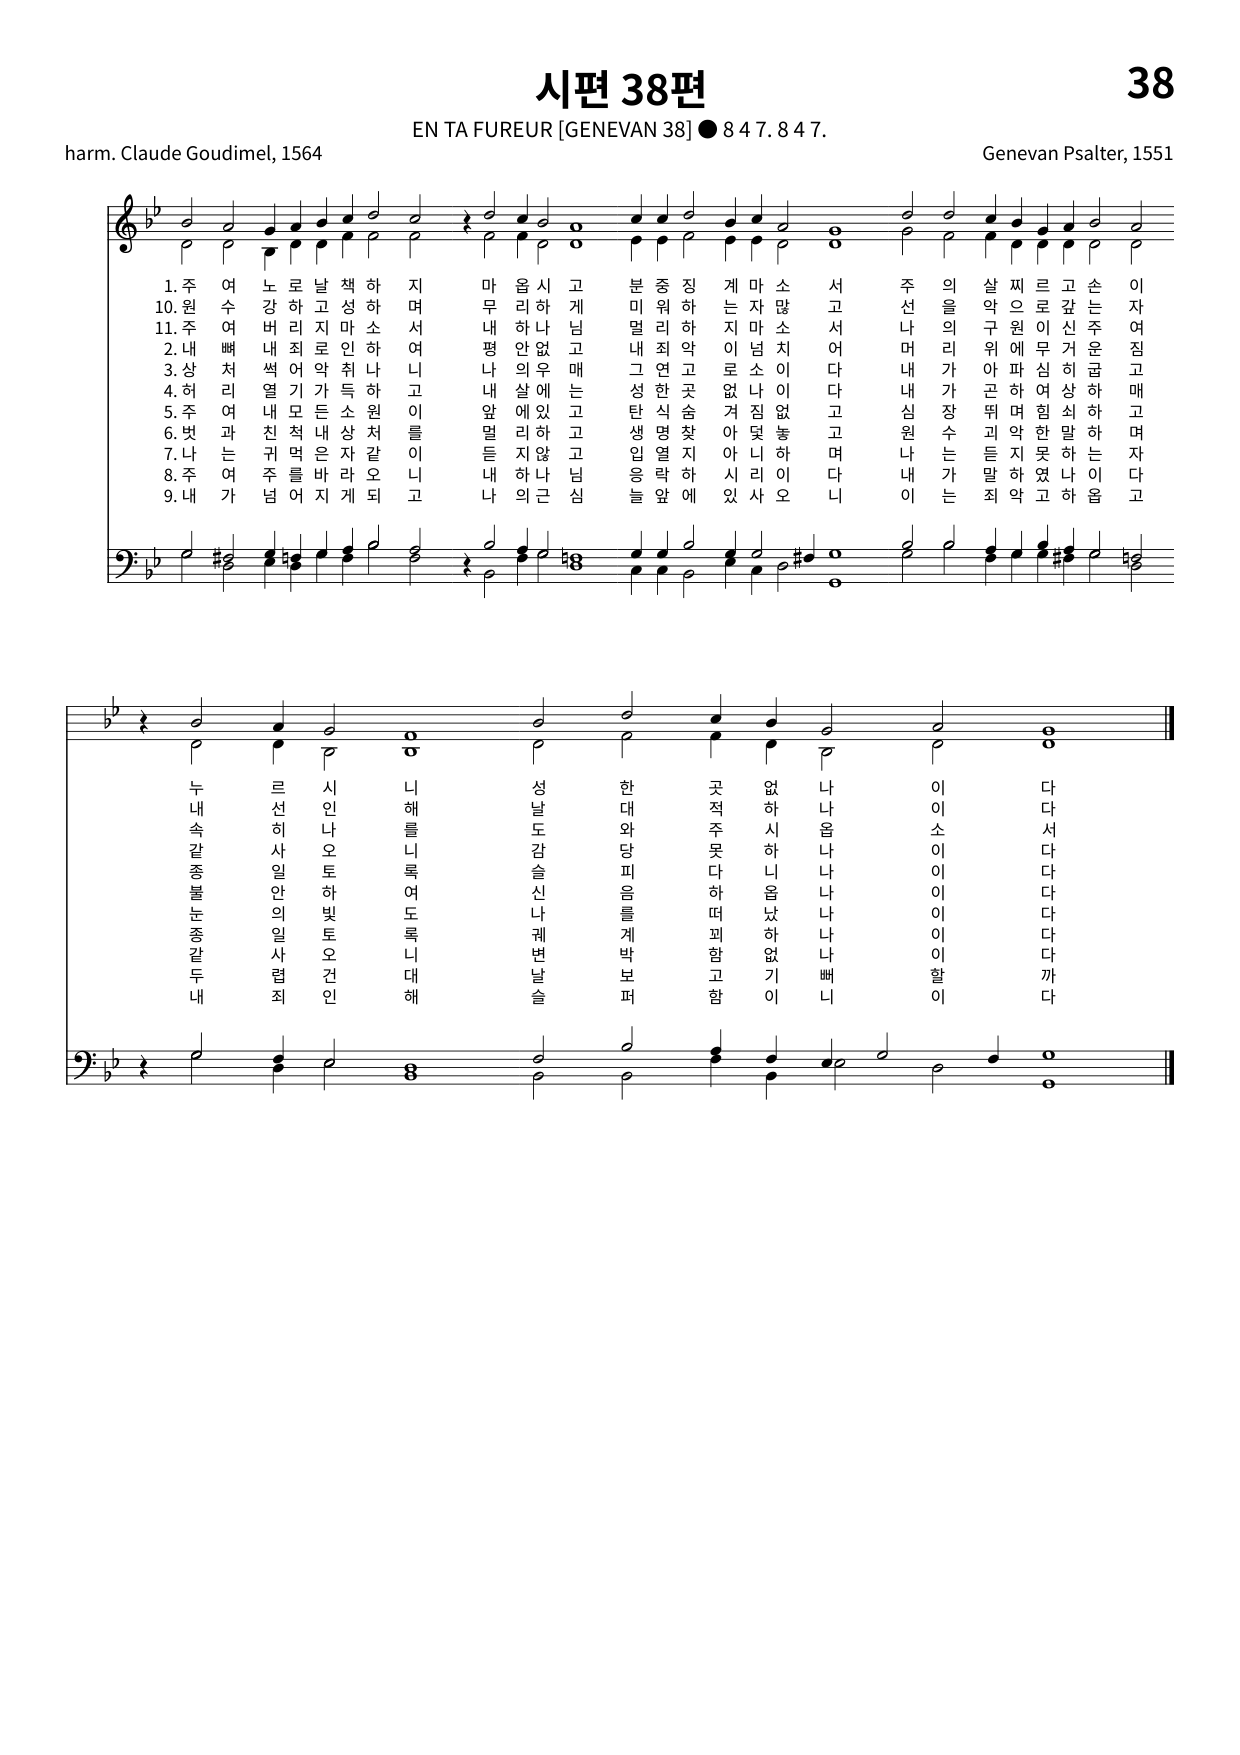 시편 38편
38
EN TA FUREUR [GENEVAN 38] ● 8 4 7. 8 4 7.
harm. Claude Goudimel, 1564
Genevan Psalter, 1551
1. 주 여 노 로 날 책 하 지 마 옵 시 고 분 중 징 계 마 소 서 주 의 살 찌 르 고 손 이
10. 원 수 강 하 고 성 하 며 무 리 하 게 미 워 하 는 자 많 고 선 을 악 으 로 갚 는 자
11. 주 여 버 리 지 마 소 서 내 하 나 님 멀 리 하 지 마 소 서 나 의 구 원 이 신 주 여
2. 내 뼈 내 죄 로 인 하 여 평 안 없 고 내 죄 악 이 넘 치 어 머 리 위 에 무 거 운 짐
3. 상 처 썩 어 악 취 나 니 나 의 우 매 그 연 고 로 소 이 다 내 가 아 파 심 히 굽 고
4. 허 리 열 기 가 득 하 고 내 살 에 는 성 한 곳 없 나 이 다 내 가 곤 하 여 상 하 매
5. 주 여 내 모 든 소 원 이 앞 에 있 고 탄 식 숨 겨 짐 없 고 심 장 뛰 며 힘 쇠 하 고
6. 벗 과 친 척 내 상 처 를 멀 리 하 고 생 명 찾 아 덫 놓 고 원 수 괴 악 한 말 하 며
7. 나 는 귀 먹 은 자 같 이 듣 지 않 고 입 열 지 아 니 하 며 나 는 듣 지 못 하 는 자
8. 주 여 주 를 바 라 오 니 내 하 나 님 응 락 하 시 리 이 다 내 가 말 하 였 나 이 다
9. 내 가 넘 어 지 게 되 고 나 의 근 심 늘 앞 에 있 사 오 니 이 는 죄 악 고 하 옵 고
누 르 시 니 성 한 곳 없 나 이 다
내 선 인 해 날 대 적 하 나 이 다
속 히 나 를 도 와 주 시 옵 소 서
같 사 오 니 감 당 못 하 나 이 다
종 일 토 록 슬 피 다 니 나 이 다
불 안 하 여 신 음 하 옵 나 이 다
눈 의 빛 도 나 를 떠 났 나 이 다
종 일 토 록 궤 계 꾀 하 나 이 다
같 사 오 니 변 박 함 없 나 이 다
두 렵 건 대 날 보 고 기 뻐 할 까
내 죄 인 해 슬 퍼 함 이 니 이 다